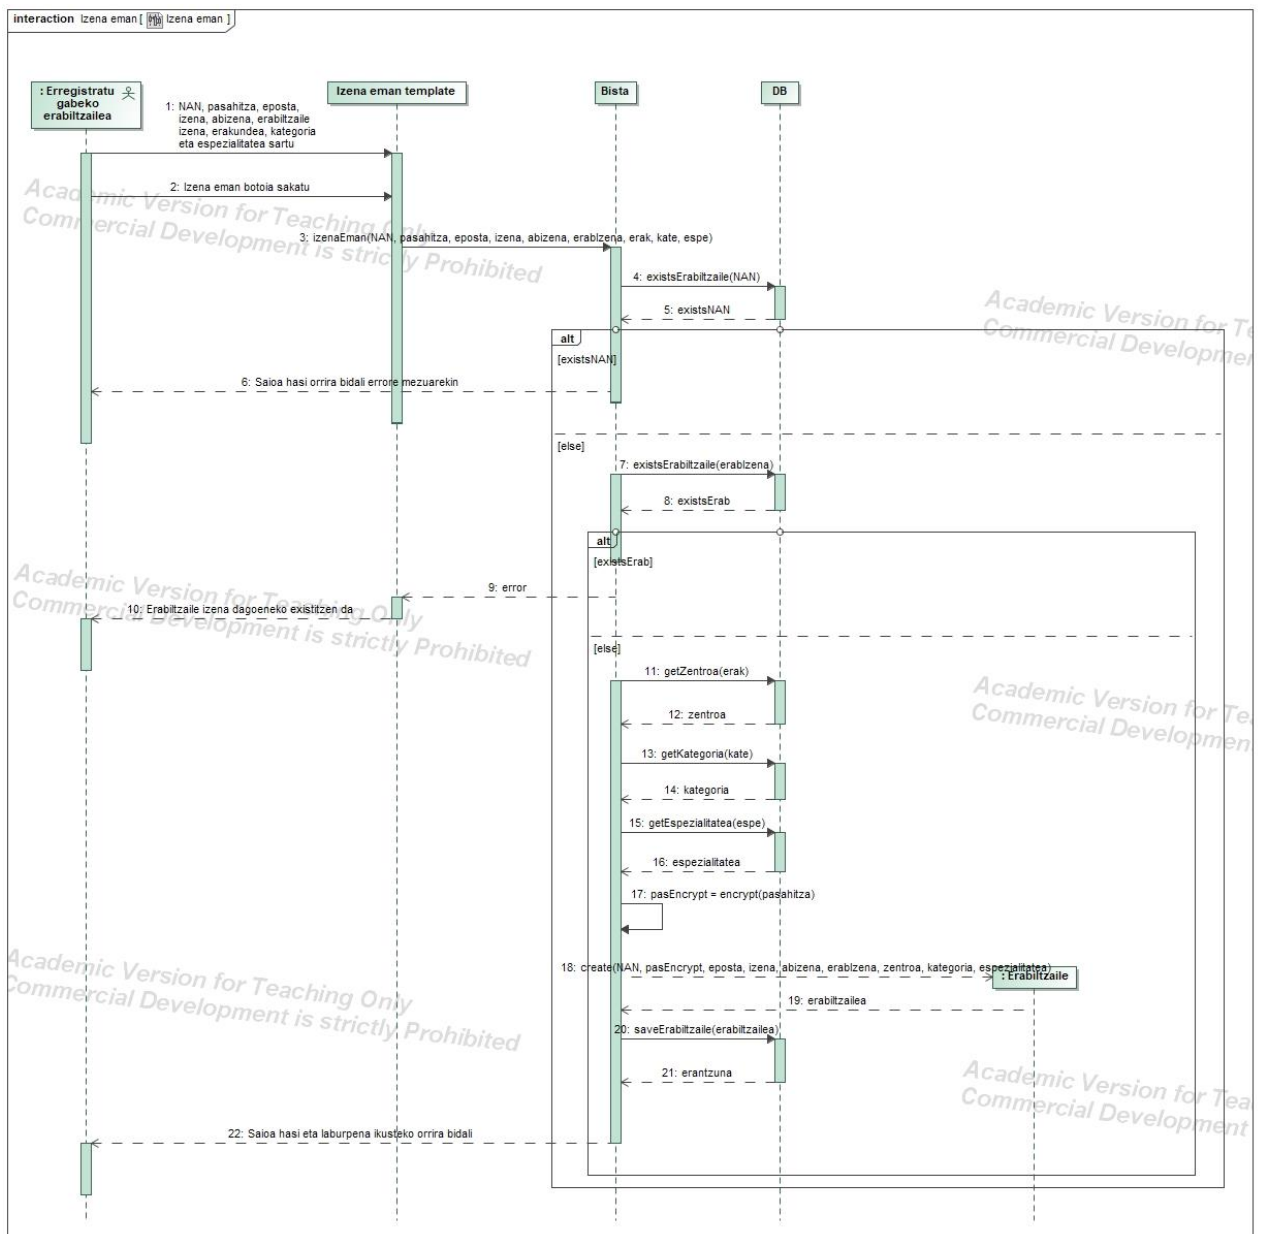 interaction Izena eman [ Izena eman ]
: Erregistratu
gabeko
erabiltzailea
Izena eman template
Bista
DB
1: NAN, pasahitza, eposta,
izena, abizena, erabiltzaile
izena, erakundea, kategoria
eta espezialitatea sartu
2: Izena eman botoia sakatu
Academic Version for Teaching Only
Commercial Development is strictly Prohibited
3: izenaEman(NAN, pasahitza, eposta, izena, abizena, erabIzena, erak, kate, espe)
4: existsErabiltzaile(NAN)
5: existsNAN
Academic Version for Te
Commercial Developmen
alt
[existsNAN]
6: Saioa hasi orrira bidali errore mezuarekin
[else]
7: existsErabiltzaile(erabIzena)
8: existsErab
alt
[existsErab]
9: error
Academic Version for Teaching Only
Commercial Development is strictly Prohibited
10: Erabiltzaile izena dagoeneko existitzen da
[else]
11: getZentroa(erak)
Academic Version for Tea
Commercial Development
12: zentroa
13: getKategoria(kate)
14: kategoria
15: getEspezialitatea(espe)
16: espezialitatea
17: pasEncrypt = encrypt(pasahitza)
Academic Version for Teaching Only
Commercial Development is strictly Prohibited
18: create(NAN, pasEncrypt, eposta, izena, abizena, erabIzena, zentroa, kategoria, espezialitatea)
: Erabiltzaile
19: erabiltzailea
20: saveErabiltzaile(erabiltzailea)
21: erantzuna
Academic Version for Tea
Commercial Development
22: Saioa hasi eta laburpena ikusteko orrira bidali